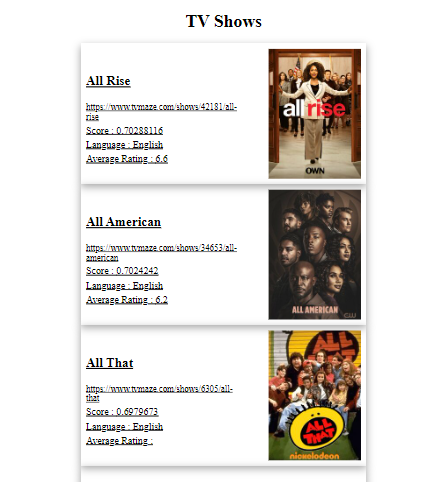 TV Shows
All Rise
https://www.tvmaze.com/shows/42181/all-
rise
Score : 0.70288116
Language : English
Average Rating : 6.6
all rise
OWN
All American
https://www.tvmaze.com/shows/34653/all-
american
Score : 0.7024242
Language : English
Average Rating : 6.2
ALL AMERICAN
CW
All That
https://www.tvmaze.com/shows/6305/all-
that
Score : 0.6979673
Language : English
Average Rating :
ALL
THAT
ALL
THAT
nickelodeon